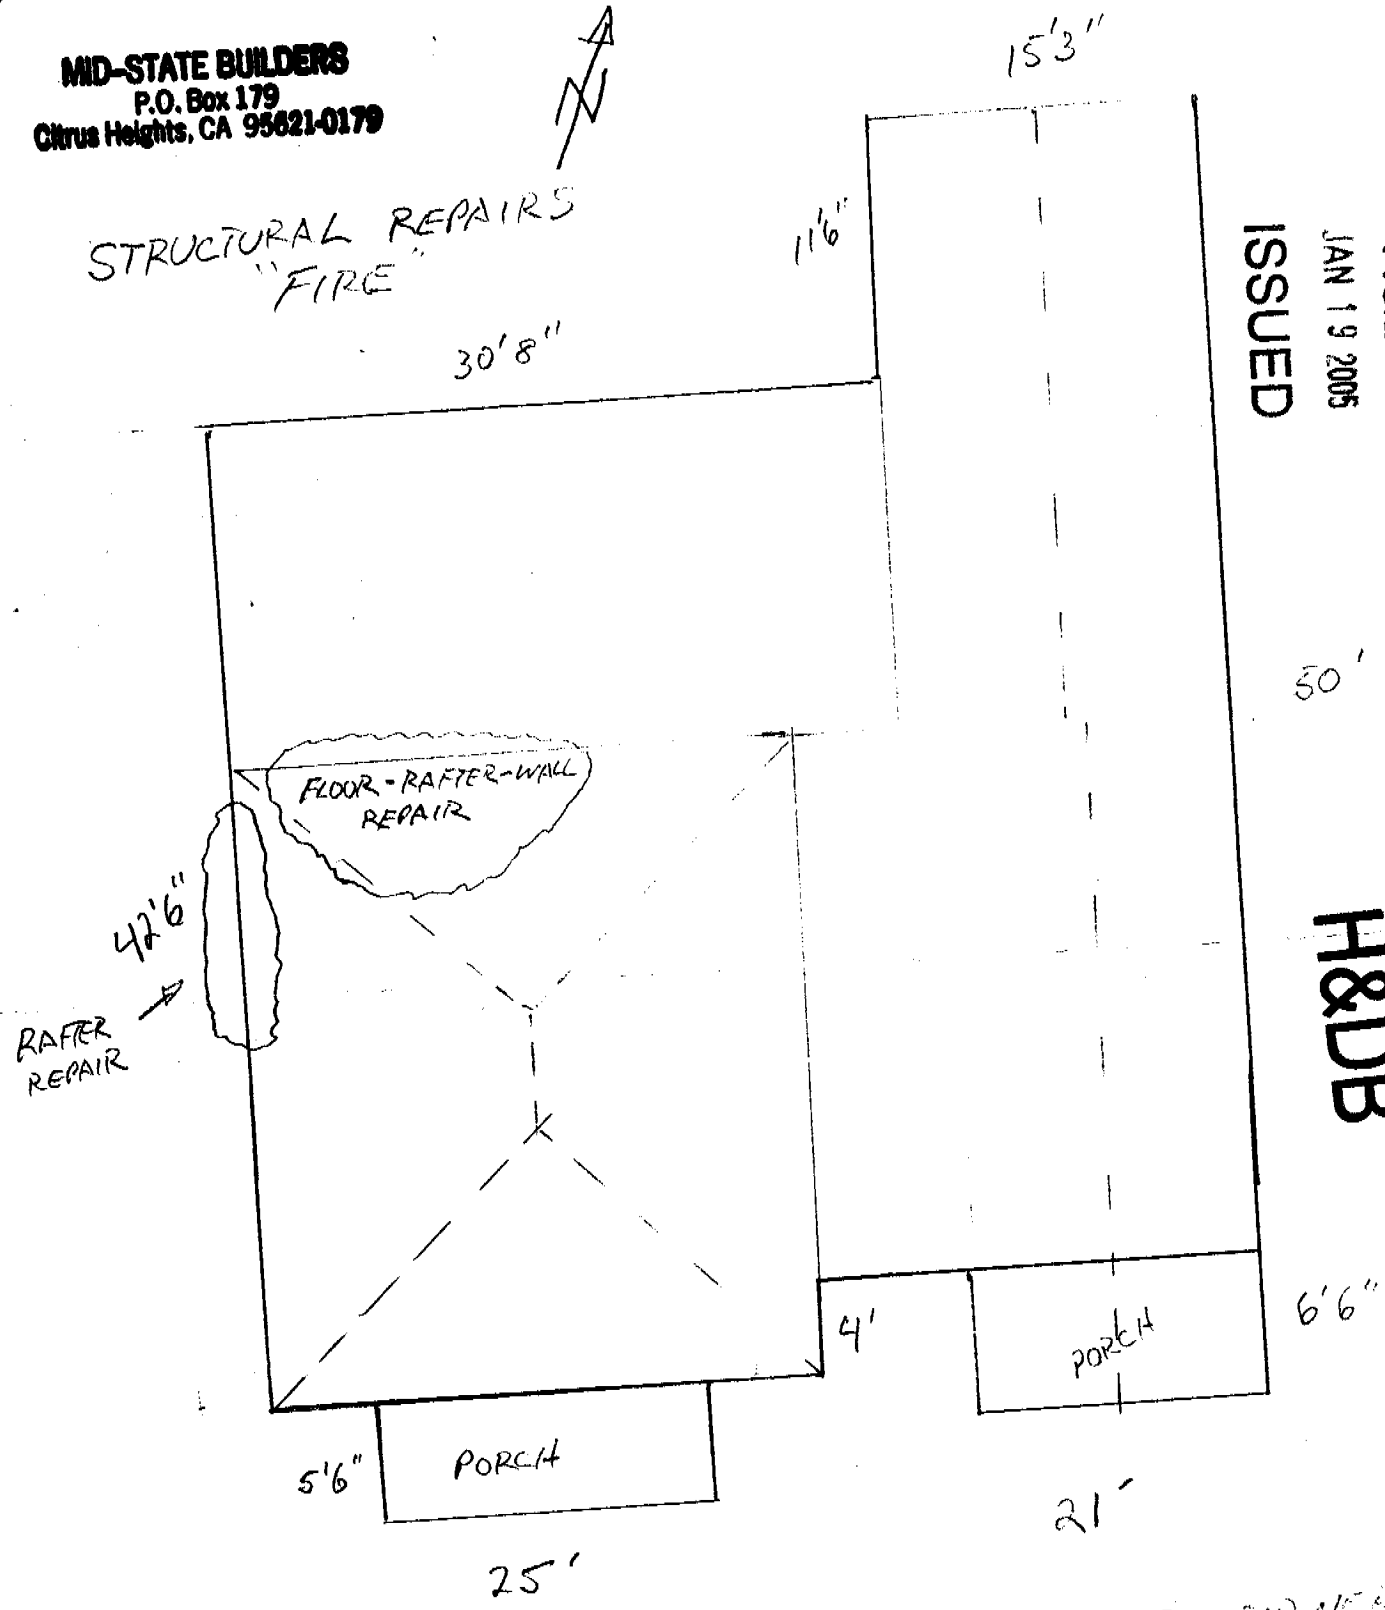 MID-STATE BUILDERS
P.O. Box 179
Citrus Heights, CA 95621-0179
N
STRUCTURAL REPAIRS
"FIRE"
15'3"
11'6"
30'8"
ISSUED
JAN 19 2005
50'
FLOOR-RAFTER-WALL
REPAIR
42'6"
RAFTER
REPAIR
H&DB
4'
6'6"
PORCH
5'6"
PORCH
21'
25'